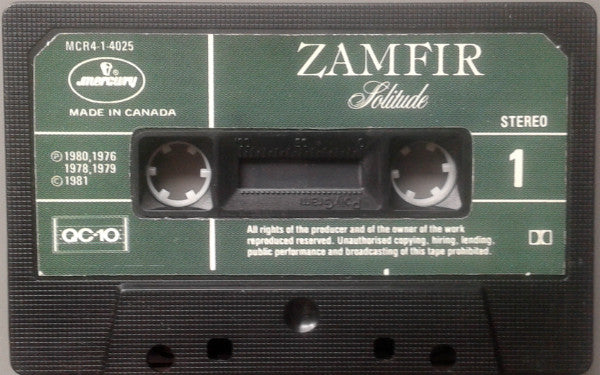 MCR4-1-4025
mercury
MADE IN CANADA
ZAMFIR
Solitude
STEREO
1
℗1980,1976
1978,1979
©1981
QC-10
PolyGram
All rights of the producer and of the owner of the work
reproduced reserved. Unauthorised copying, hiring, lending,
public performance and broadcasting of this tape prohibited.